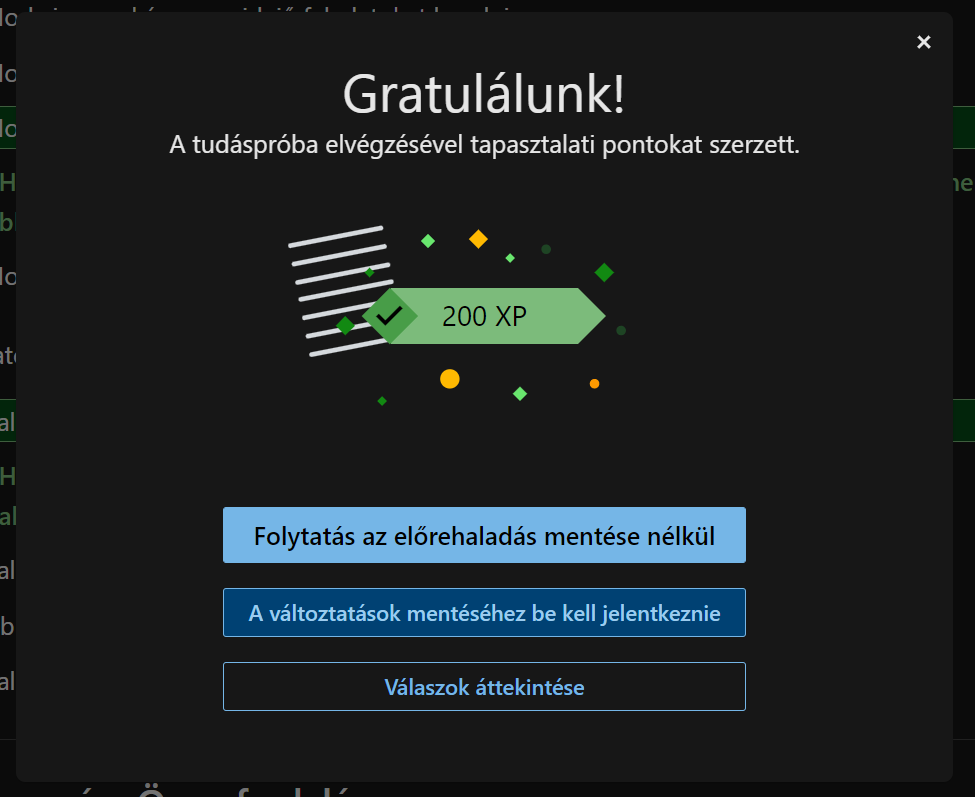 Gratulálunk!
A tudáspróba elvégzésével tapasztalati pontokat szerzett.
200 XP
Folytatás az előrehaladás mentése nélkül
A változtatások mentéséhez be kell jelentkeznie
Válaszok áttekintése